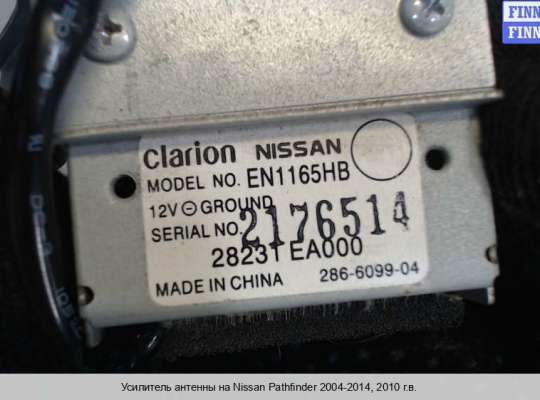 FINN
FINN
Clarion NISSAN
MODEL NO. EN1165HB
12V ⊖ GROUND
SERIAL NO. 2176514
28231 EA000
MADE IN CHINA 286-6099-04
Усилитель антенны на Nissan Pathfinder 2004-2014, 2010 г.в.